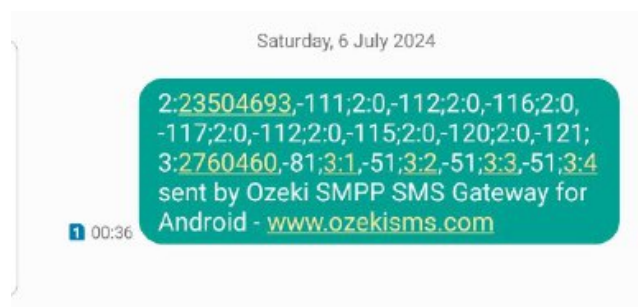 Saturday, 6 July 2024
2:23504693,-111;2:0,-112;2:0,-116;2:0,
-117;2:0,-112;2:0,-115;2:0,-120;2:0,-121;
3:2760460,-81;3:1,-51;3:2,-51;3:3,-51;3:4
sent by Ozeki SMPP SMS Gateway for
Android - www.ozekisms.com
1 00:36